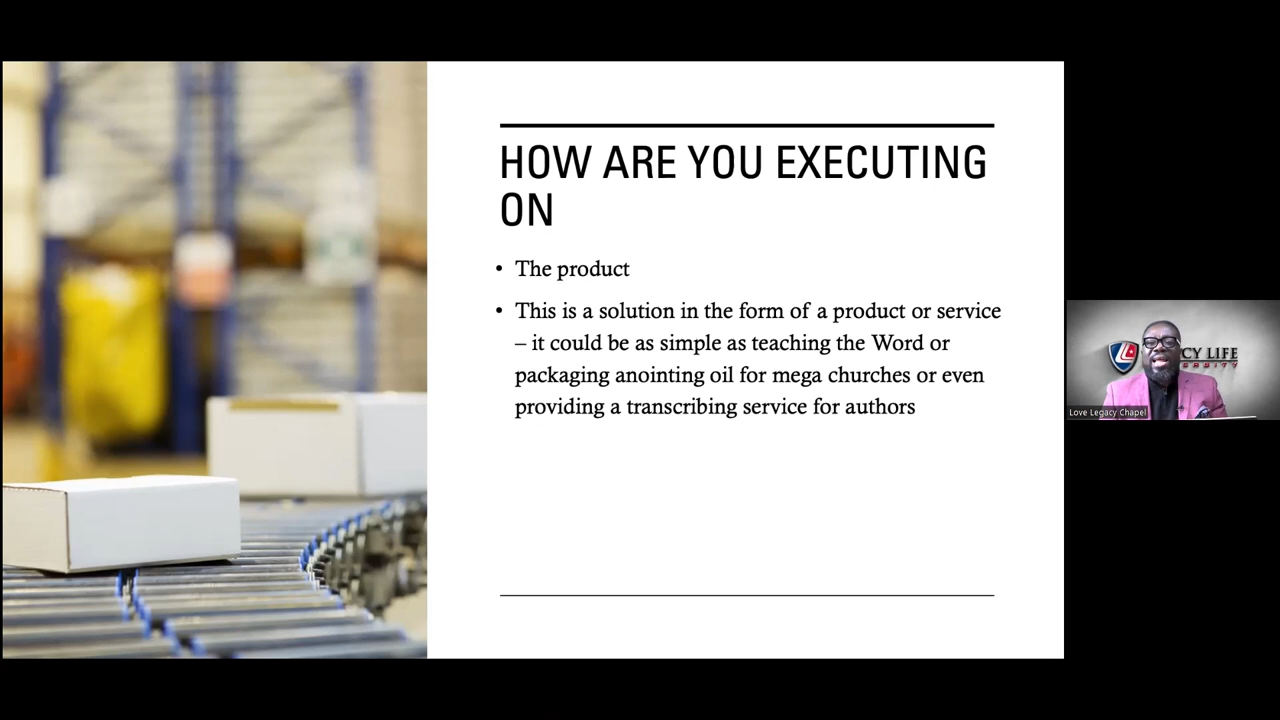 HOW ARE YOU EXECUTING
ON
• The product
• This is a solution in the form of a product or service
– it could be as simple as teaching the Word or
packaging anointing oil for mega churches or even
providing a transcribing service for authors
CY LIFE
Love Legacy Chapel